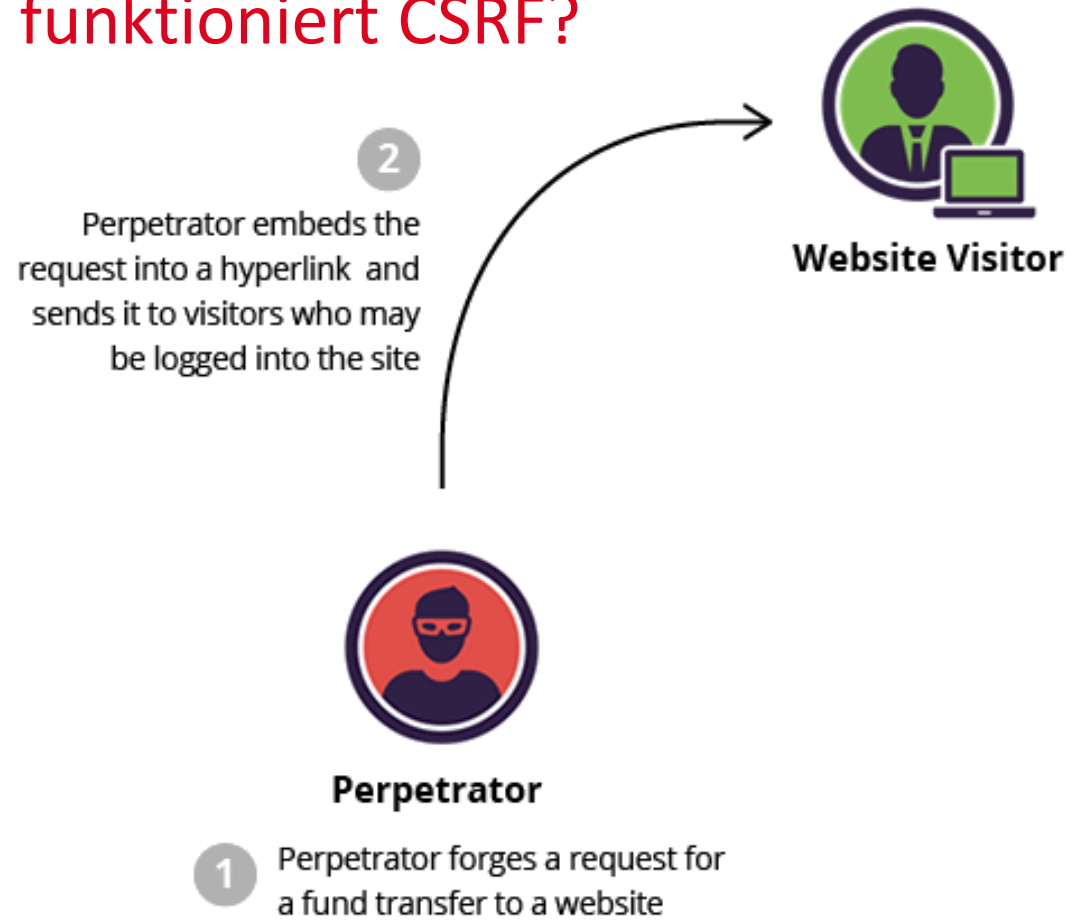 funktioniert CSRF?
2
Perpetrator embeds the
request into a hyperlink and
sends it to visitors who may
be logged into the site
Website Visitor
Perpetrator
1
Perpetrator forges a request for
a fund transfer to a website